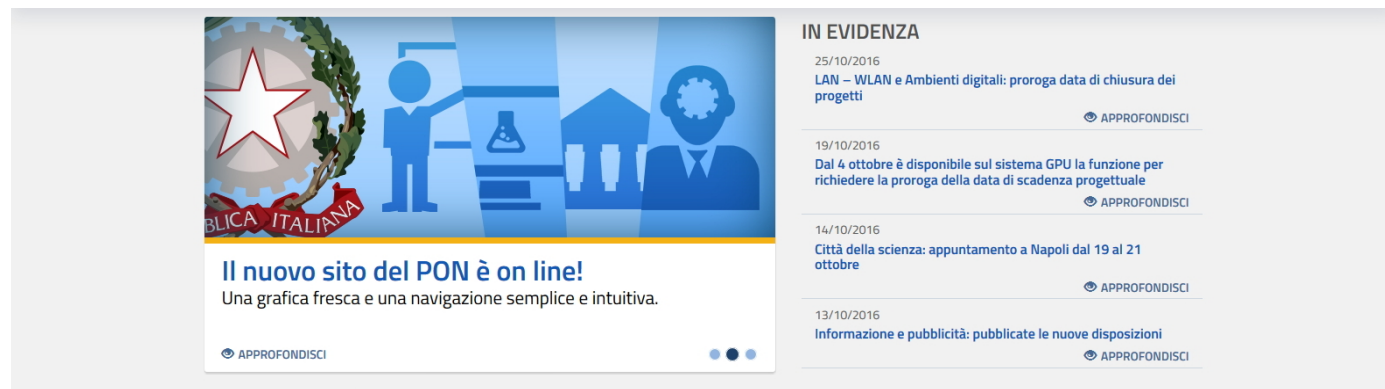 BLICA ITALIANA
Il nuovo sito del PON è on line!
Una grafica fresca e una navigazione semplice e intuitiva.
APPROFONDISCI
IN EVIDENZA
25/10/2016
LAN – WLAN e Ambienti digitali: proroga data di chiusura dei
progetti
APPROFONDISCI
19/10/2016
Dal 4 ottobre è disponibile sul sistema GPU la funzione per
richiedere la proroga della data di scadenza progettuale
APPROFONDISCI
14/10/2016
Città della scienza: appuntamento a Napoli dal 19 al 21
ottobre
APPROFONDISCI
13/10/2016
Informazione e pubblicità: pubblicate le nuove disposizioni
APPROFONDISCI